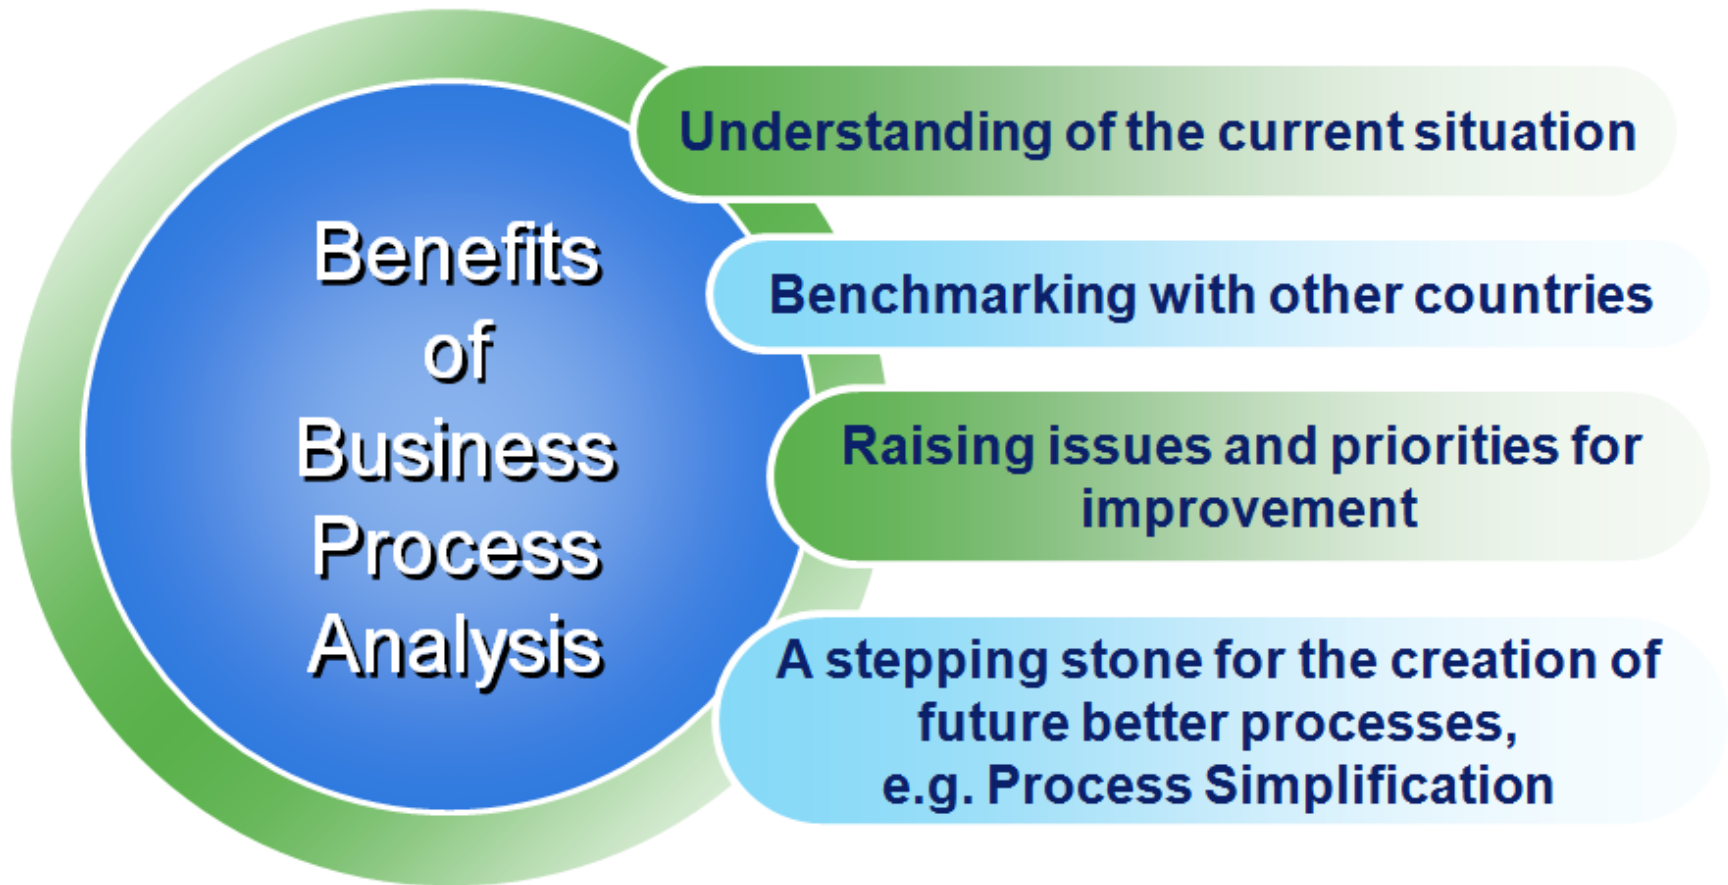 Benefits
of
Business
Process
Analysis
Understanding of the current situation
Benchmarking with other countries
Raising issues and priorities for
improvement
A stepping stone for the creation of
future better processes,
e.g. Process Simplification